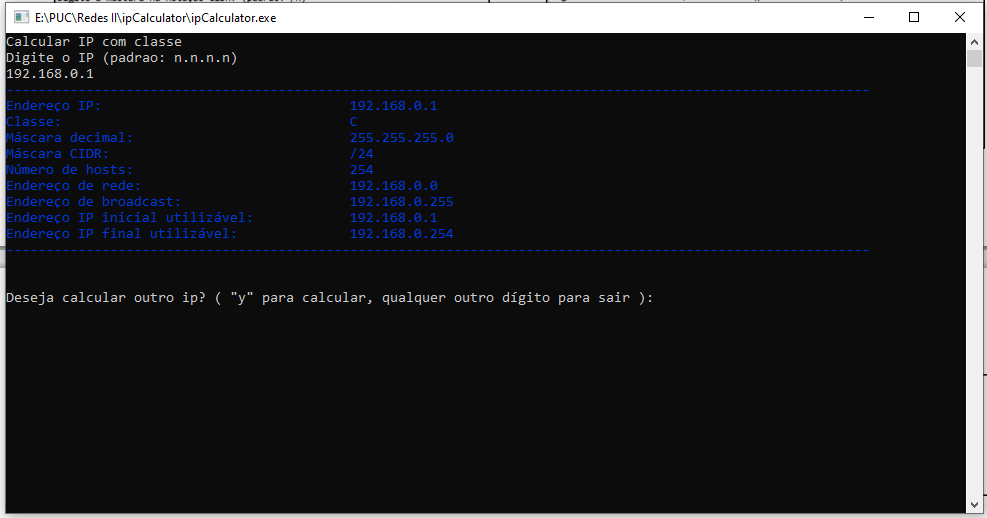 E:\PUC\Redes II\ipCalculator\ipCalculator.exe
Calcular IP com classe
Digite o IP (padrao: n.n.n.n)
192.168.0.1
------------------------------------------------------------------------------------------------------------
Endereço IP: 192.168.0.1
Classe: C
Máscara decimal: 255.255.255.0
Máscara CIDR: /24
Número de hosts: 254
Endereço de rede: 192.168.0.0
Endereço de broadcast: 192.168.0.255
Endereço IP inicial utilizável: 192.168.0.1
Endereço IP final utilizável: 192.168.0.254
------------------------------------------------------------------------------------------------------------
Deseja calcular outro ip? ( "y" para calcular, qualquer outro dígito para sair ):